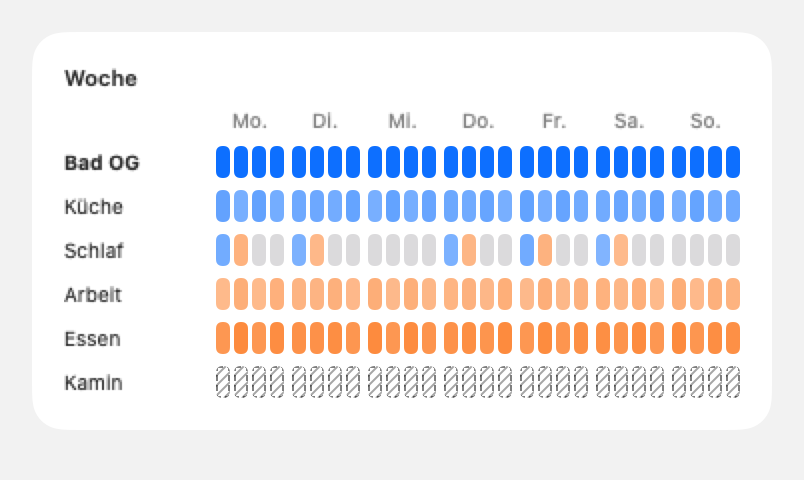 Woche
Mo. Di. Mi. Do. Fr. Sa. So.
Bad OG
Küche
Schlaf
Arbeit
Essen
Kamin